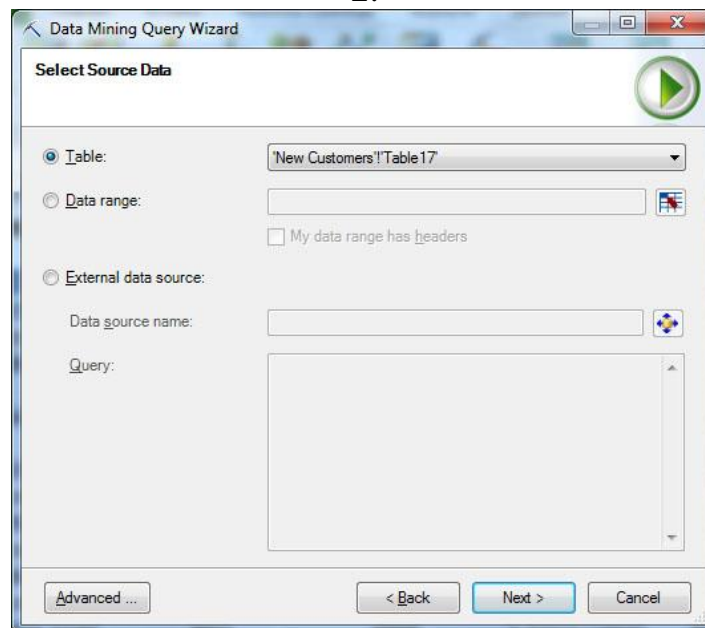 Data Mining Query Wizard
Select Source Data
Table: 'New Customers'!'Table17'
Data range:
My data range has headers
External data source:
Data source name:
Query:
Advanced ... < Back Next > Cancel